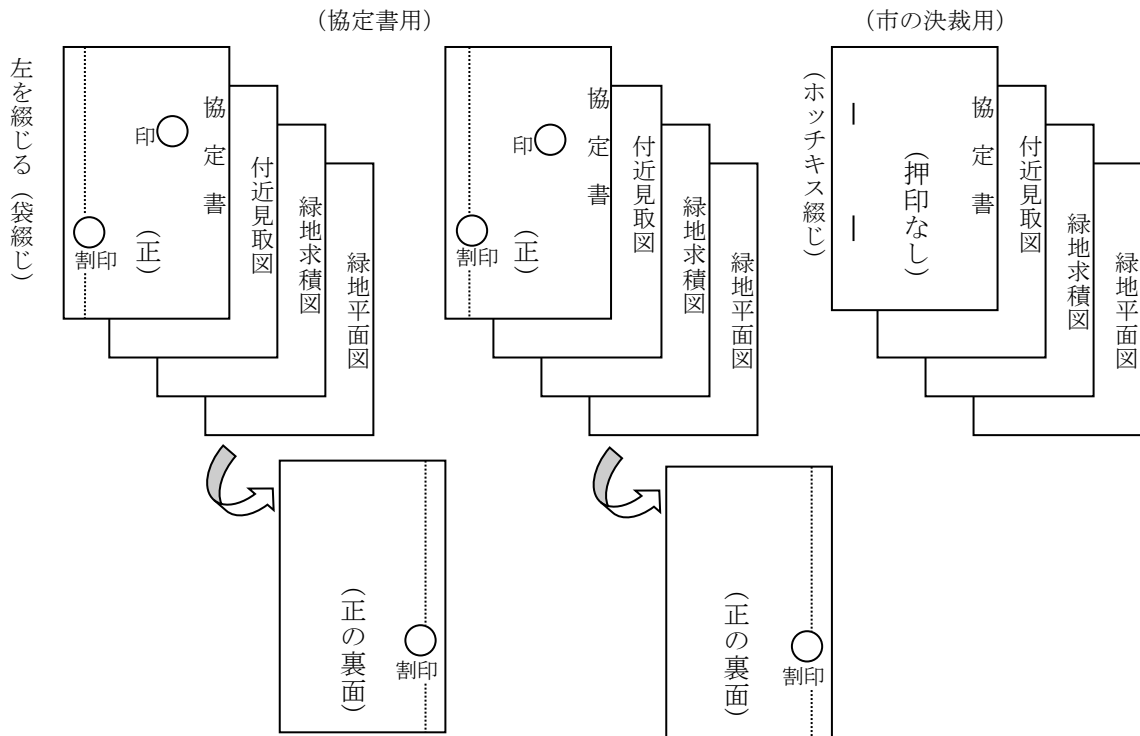 （協定書用）
（市の決裁用）
左を綴じる（袋綴じ）
協定書
印
割印
（正）
付近見取図
緑地求積図
緑地平面図
協定書
印
割印
（正）
付近見取図
緑地求積図
緑地平面図
（ホッチキス綴じ）
協定書
（押印なし）
付近見取図
緑地求積図
緑地平面図
（正の裏面）
割印
（正の裏面）
割印